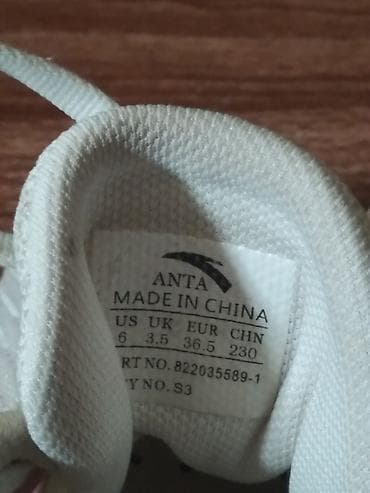 ANTA
MADE IN CHINA
US UK EUR CHN
6 3.5 36.5 230
RT NO. 822035589-1
Y NO. S3